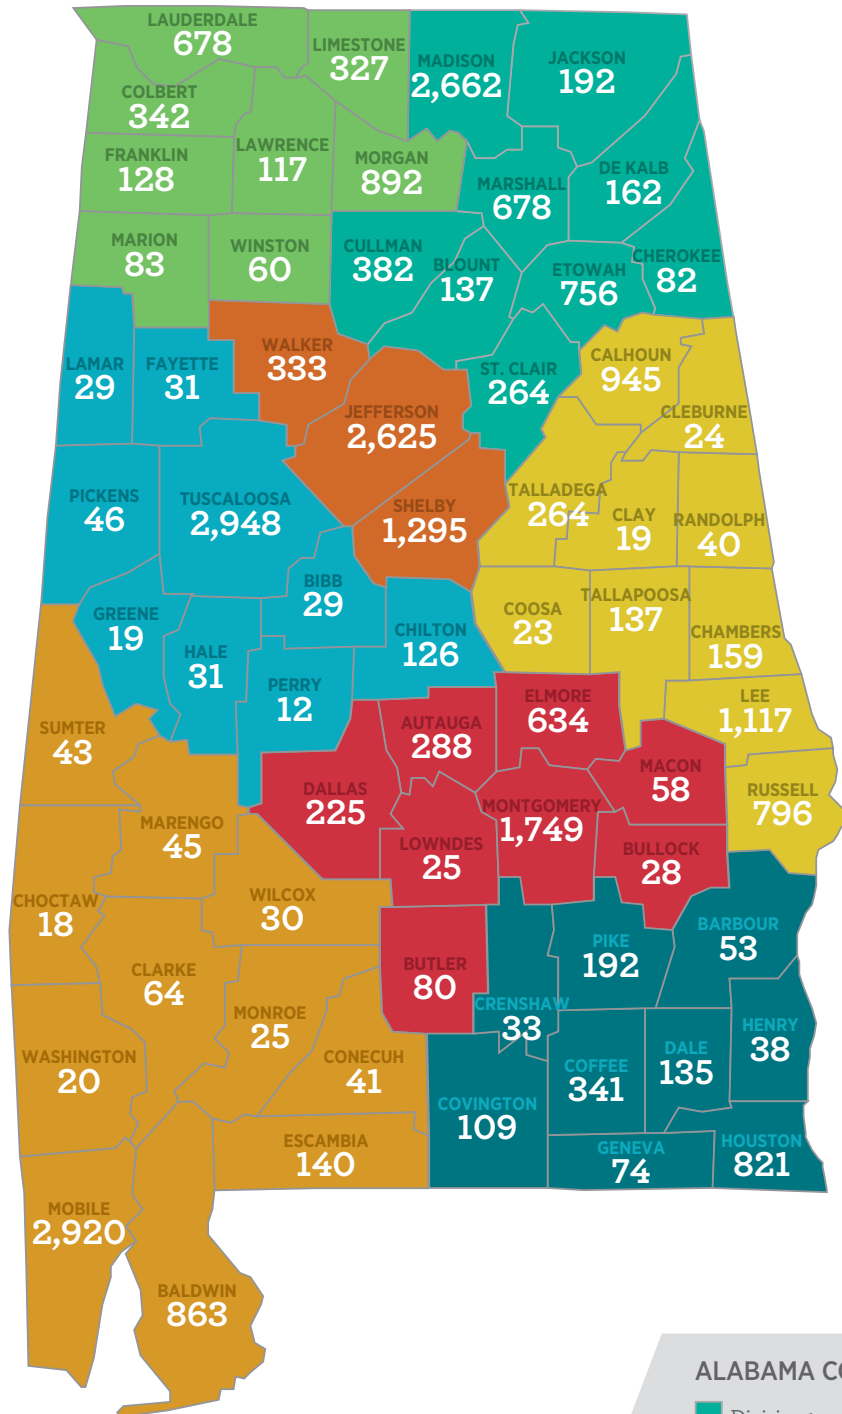 LAUDERDALE
678
LIMESTONE
327
MADISON
2,662
JACKSON
192
COLBERT
342
LAWRENCE
117
FRANKLIN
128
MORGAN
892
MARSHALL
678
DE KALB
162
MARION
83
WINSTON
60
CULLMAN
382
BLOUNT
137
ETOWAH
756
CHEROKEE
82
LAMAR
29
FAYETTE
31
WALKER
333
ST. CLAIR
264
CALHOUN
945
JEFFERSON
2,625
CLEBURNE
24
PICKENS
46
TUSCALOOSA
2,948
SHELBY
1,295
TALLADEGA
264
CLAY
19
RANDOLPH
40
BIBB
29
GREENE
19
HALE
31
CHILTON
126
COOSA
23
TALLAPOOSA
137
CHAMBERS
159
PERRY
12
SUMTER
43
AUTAUGA
288
ELMORE
634
LEE
1,117
DALLAS
225
MACON
58
RUSSELL
796
MARENGO
45
LOWNDES
25
MONTGOMERY
1,749
BULLOCK
28
CHOCTAW
18
WILCOX
30
BARBOUR
53
CLARKE
64
BUTLER
80
PIKE
192
CRENSHAW
33
MONROE
25
HENRY
38
WASHINGTON
20
CONECUH
41
COFFEE
341
DALE
135
COVINGTON
109
ESCAMBIA
140
GENEVA
74
HOUSTON
821
MOBILE
2,920
BALDWIN
863
ALABAMA CO